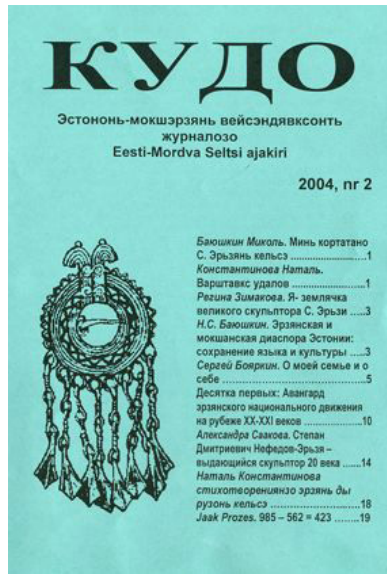 КУДО
Эстононь-мокшэрзянь вейсэндявксонть
журналозо
Eesti-Mordva Seltsi ajakiri
2004, nr 2
Баюшкин Миколь. Минь кортатано
С. Эрьзянь кельсэ ..........................1
Константинова Наталь.
Варштавкс удалов .........................1
Регина Зимакова. Я- землячка
великого скульптора С. Эрьзи .....3
Н.С. Баюшкин. Эрзянская и
мокшанская диаспора Эстонии:
сохранение языка и культуры .....3
Сергей Бояркин. О моей семье и о
себе ...............................................5
Десятка первых: Авангард
эрзянского национального движения
на рубеже XX-XXI веков ..............10
Александра Саакова. Степан
Дмитриевич Нефедов-Эрьзя –
выдающийся скульптор 20 века .....14
Наталь Константинова
стихотворениянзо эрзянь ды
рузонь кельсэ ...............................18
Jaak Prozes. 985 – 562 = 423 ........19